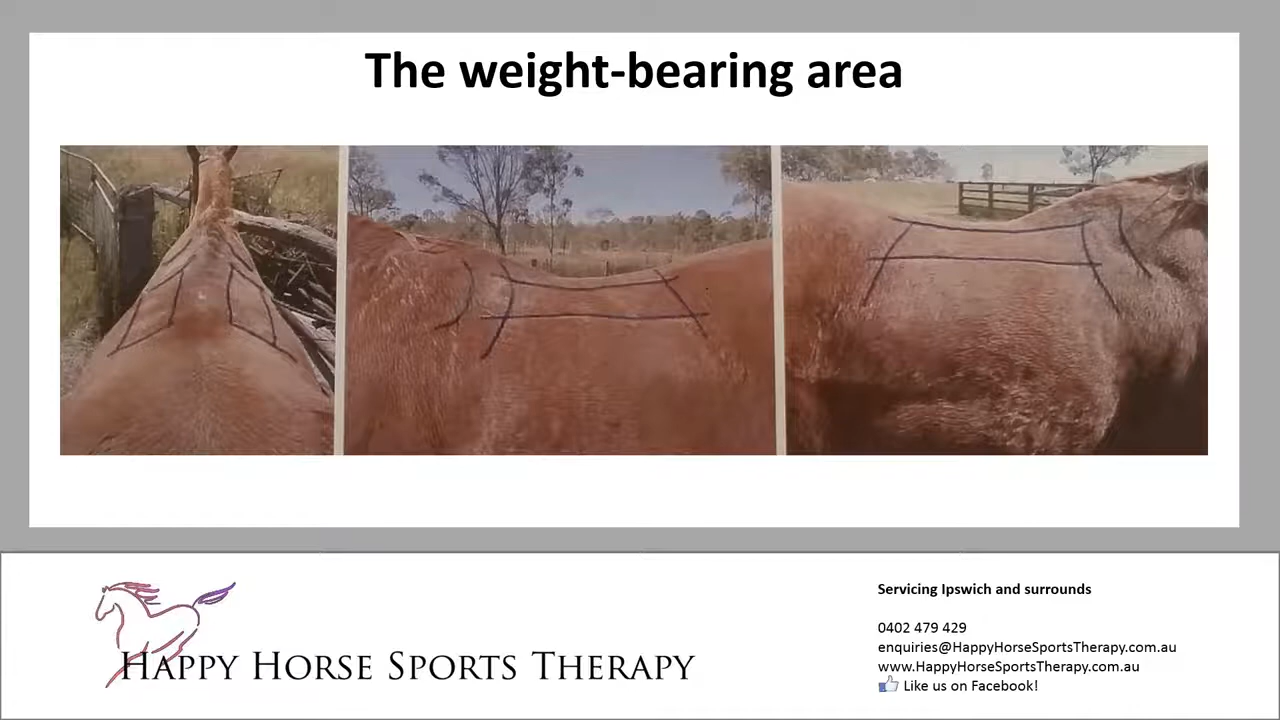 The weight-bearing area
HAPPY HORSE SPORTS THERAPY
Servicing Ipswich and surrounds
0402 479 429
enquiries@HappyHorseSportsTherapy.com.au
www.HappyHorseSportsTherapy.com.au
Like us on Facebook!